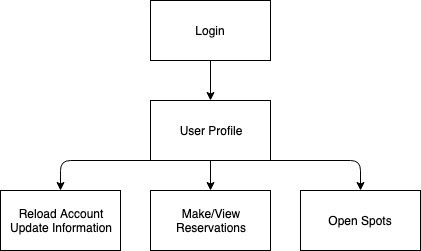 Login
User Profile
Reload Account
Update Information
Make/View
Reservations
Open Spots